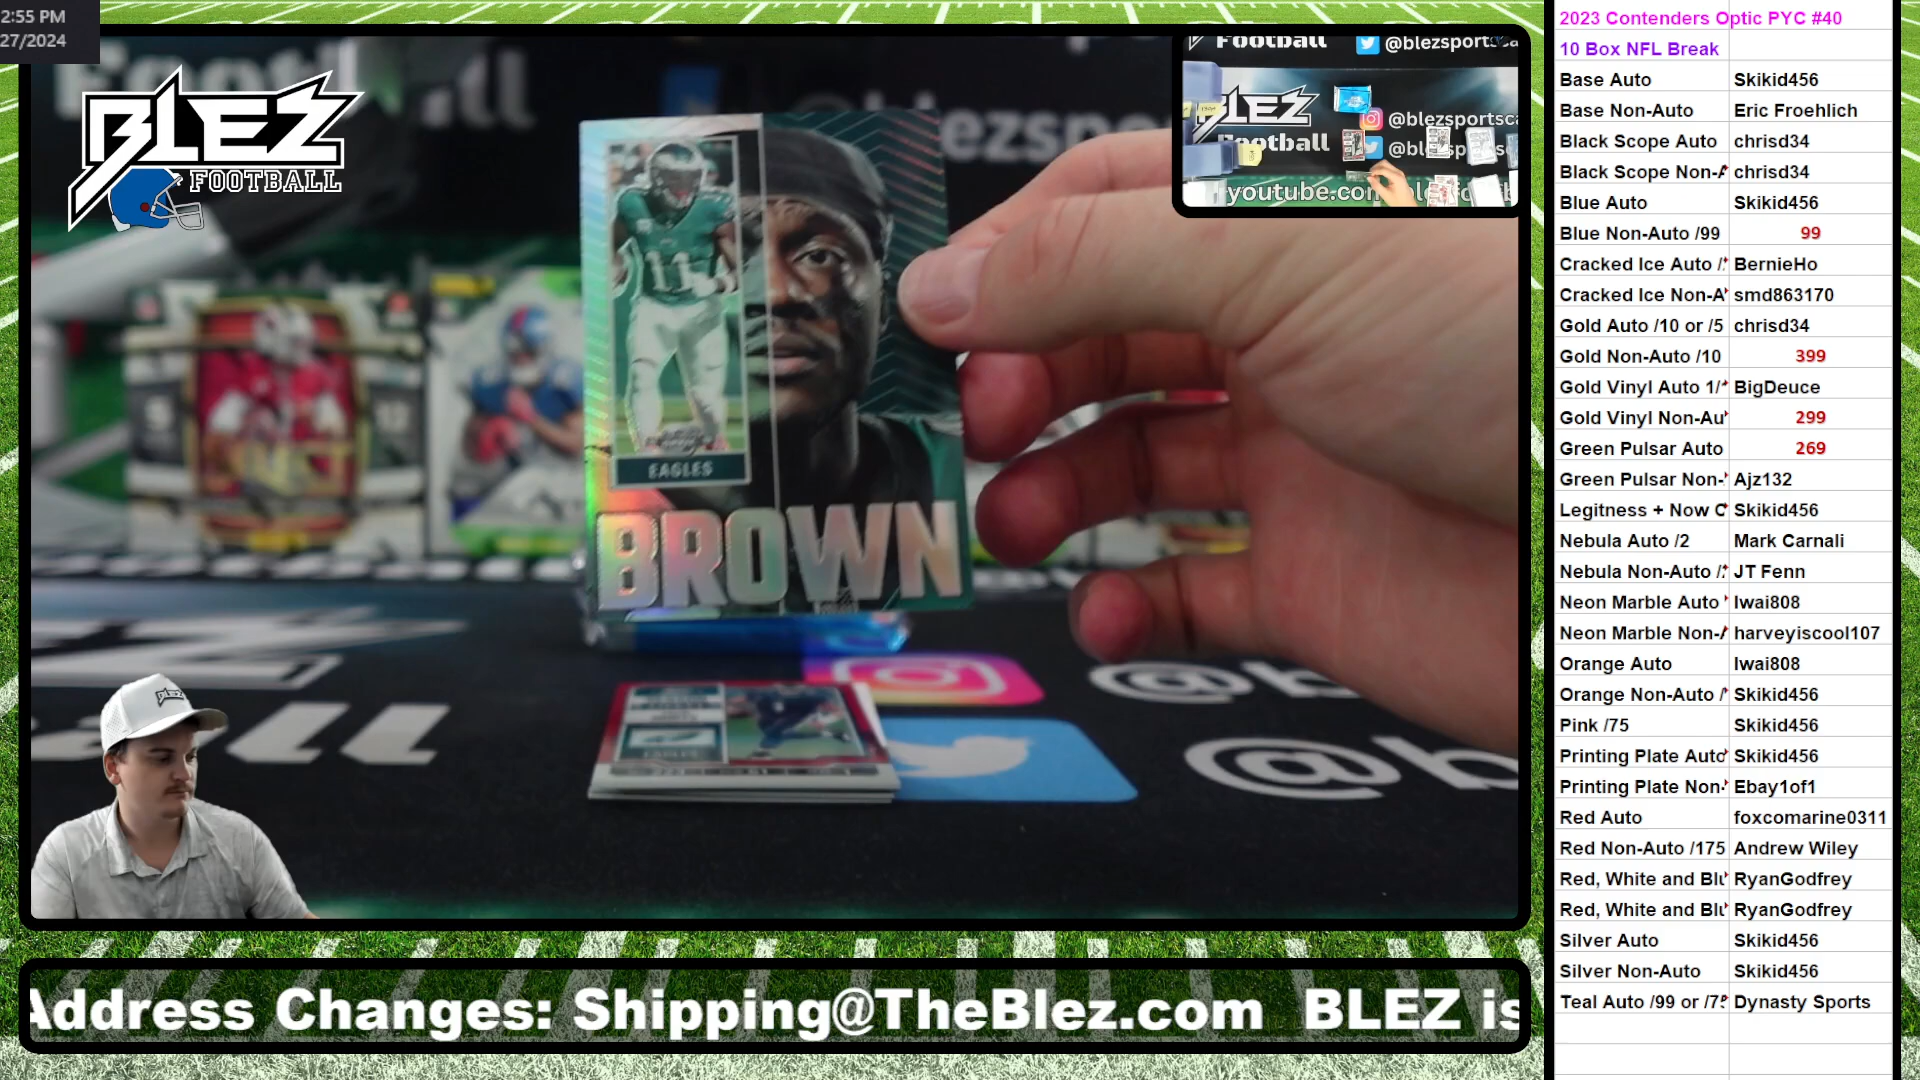 2:55 PM
27/2024
BLEZ
FOOTBALL
Football
@blezsportsca
BLEZ
Football
@blezsportsca
youtube.com
11
EAGLES
BROWN
Address Changes: Shipping@TheBlez.com BLEZ is
2023 Contenders Optic PYC #40
10 Box NFL Break
Base Auto Skikid456
Base Non-Auto Eric Froehlich
Black Scope Auto chrisd34
Black Scope Non-A chrisd34
Blue Auto Skikid456
Blue Non-Auto /99 99
Cracked Ice Auto /: BernieHo
Cracked Ice Non-A smd863170
Gold Auto /10 or /5 chrisd34
Gold Non-Auto /10 399
Gold Vinyl Auto 1/ BigDeuce
Gold Vinyl Non-Au 299
Green Pulsar Auto 269
Green Pulsar Non- Ajz132
Legitness + Now C Skikid456
Nebula Auto /2 Mark Carnali
Nebula Non-Auto /: JT Fenn
Neon Marble Auto Iwai808
Neon Marble Non-A harveyiscool107
Orange Auto Iwai808
Orange Non-Auto / Skikid456
Pink /75 Skikid456
Printing Plate Auto Skikid456
Printing Plate Non- Ebay1of1
Red Auto foxcomarine0311
Red Non-Auto /175 Andrew Wiley
Red, White and Blu RyanGodfrey
Red, White and Blu RyanGodfrey
Silver Auto Skikid456
Silver Non-Auto Skikid456
Teal Auto /99 or /75 Dynasty Sports